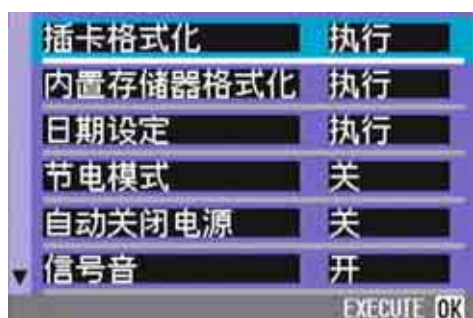 插卡格式化 执行
内置存储器格式化 执行
日期设定 执行
节电模式 关
自动关闭电源 关
信号音 开
EXECUTE OK